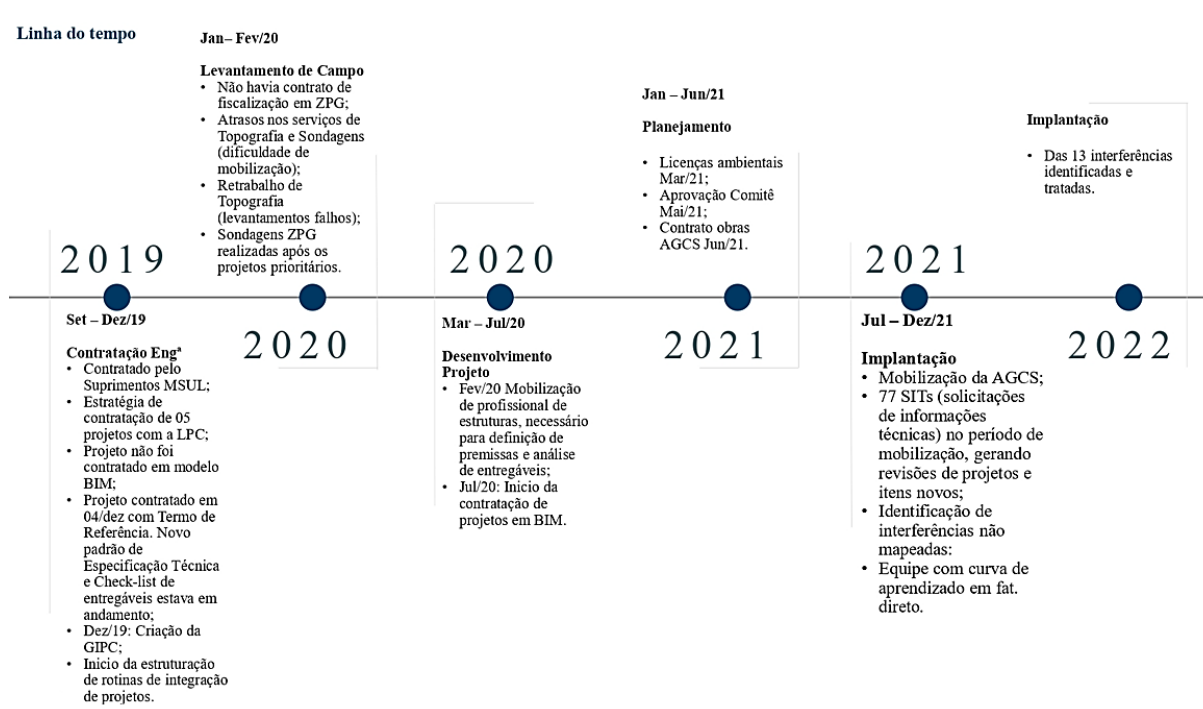 Linha do tempo
2019
Set – Dez/19
Contratação Engª
• Contratado pelo
Suprimentos MSUL;
• Estratégia de
contratação de 05
projetos com a LPC;
• Projeto não foi
contratado em modelo
BIM;
• Projeto contratado em
04/dez com Termo de
Referência. Novo
padrão de
Especificação Técnica
e Check-list de
entregáveis estava em
andamento;
• Dez/19: Criação da
GIPC;
• Inicio da estruturação
de rotinas de integração
de projetos.
Jan– Fev/20
Levantamento de Campo
• Não havia contrato de
fiscalização em ZPG;
• Atrasos nos serviços de
Topografia e Sondagens
(dificuldade de
mobilização);
• Retrabalho de
Topografia
(levantamentos falhos);
• Sondagens ZPG
realizadas após os
projetos prioritários.
2020
2020
Mar – Jul/20
Desenvolvimento
Projeto
• Fev/20 Mobilização
de profissional de
estruturas, necessário
para definição de
premissas e análise
de entregáveis;
• Jul/20: Inicio da
contratação de
projetos em BIM.
Jan – Jun/21
Planejamento
• Licenças ambientais
Mar/21;
• Aprovação Comitê
Mai/21;
• Contrato obras
AGCS Jun/21.
2021
2021
Jul – Dez/21
Implantação
• Mobilização da AGCS;
• 77 SITs (solicitações
de informações
técnicas) no período de
mobilização, gerando
revisões de projetos e
itens novos;
• Identificação de
interferências não
mapeadas:
• Equipe com curva de
aprendizado em fat.
direto.
Implantação
• Das 13 interferências
identificadas e
tratadas.
2022